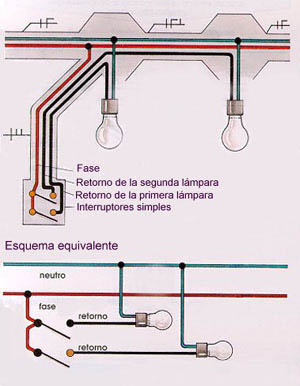 Fase
Retorno de la segunda lámpara
Retorno de la primera lámpara
Interruptores simples
Esquema equivalente
neutro
fase
retorno
retorno